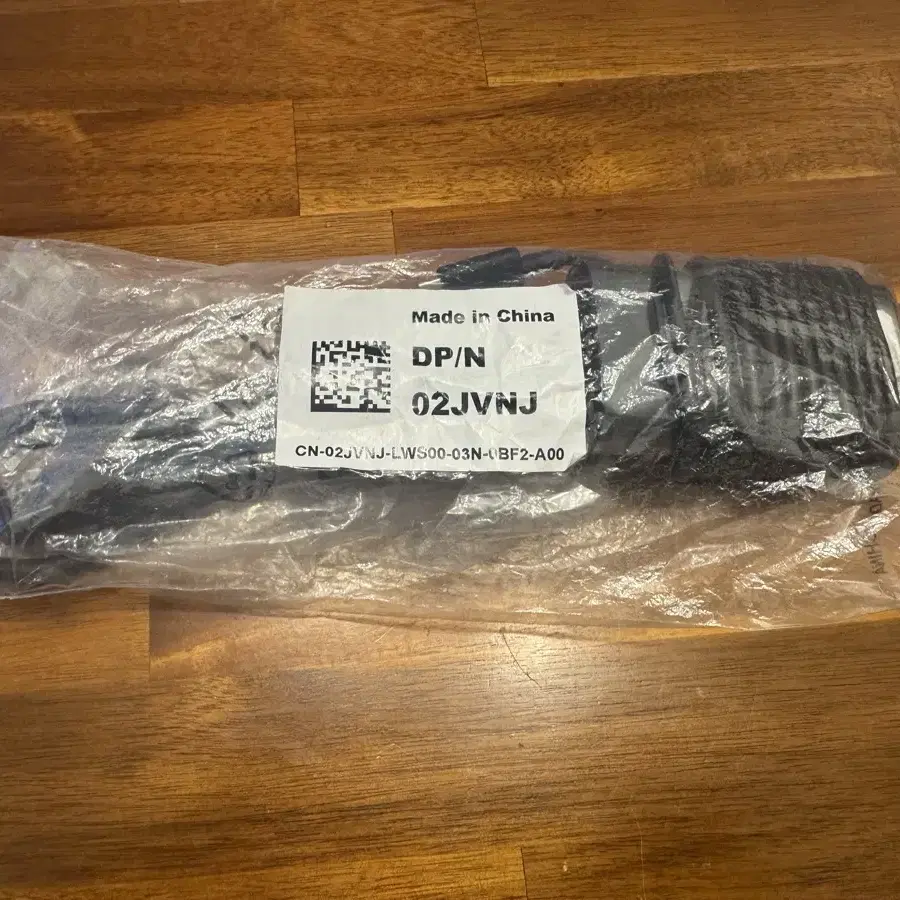 Made in China
DP/N
02JVNJ
CN-02JVNJ-LWS00-03N-0BF2-A00